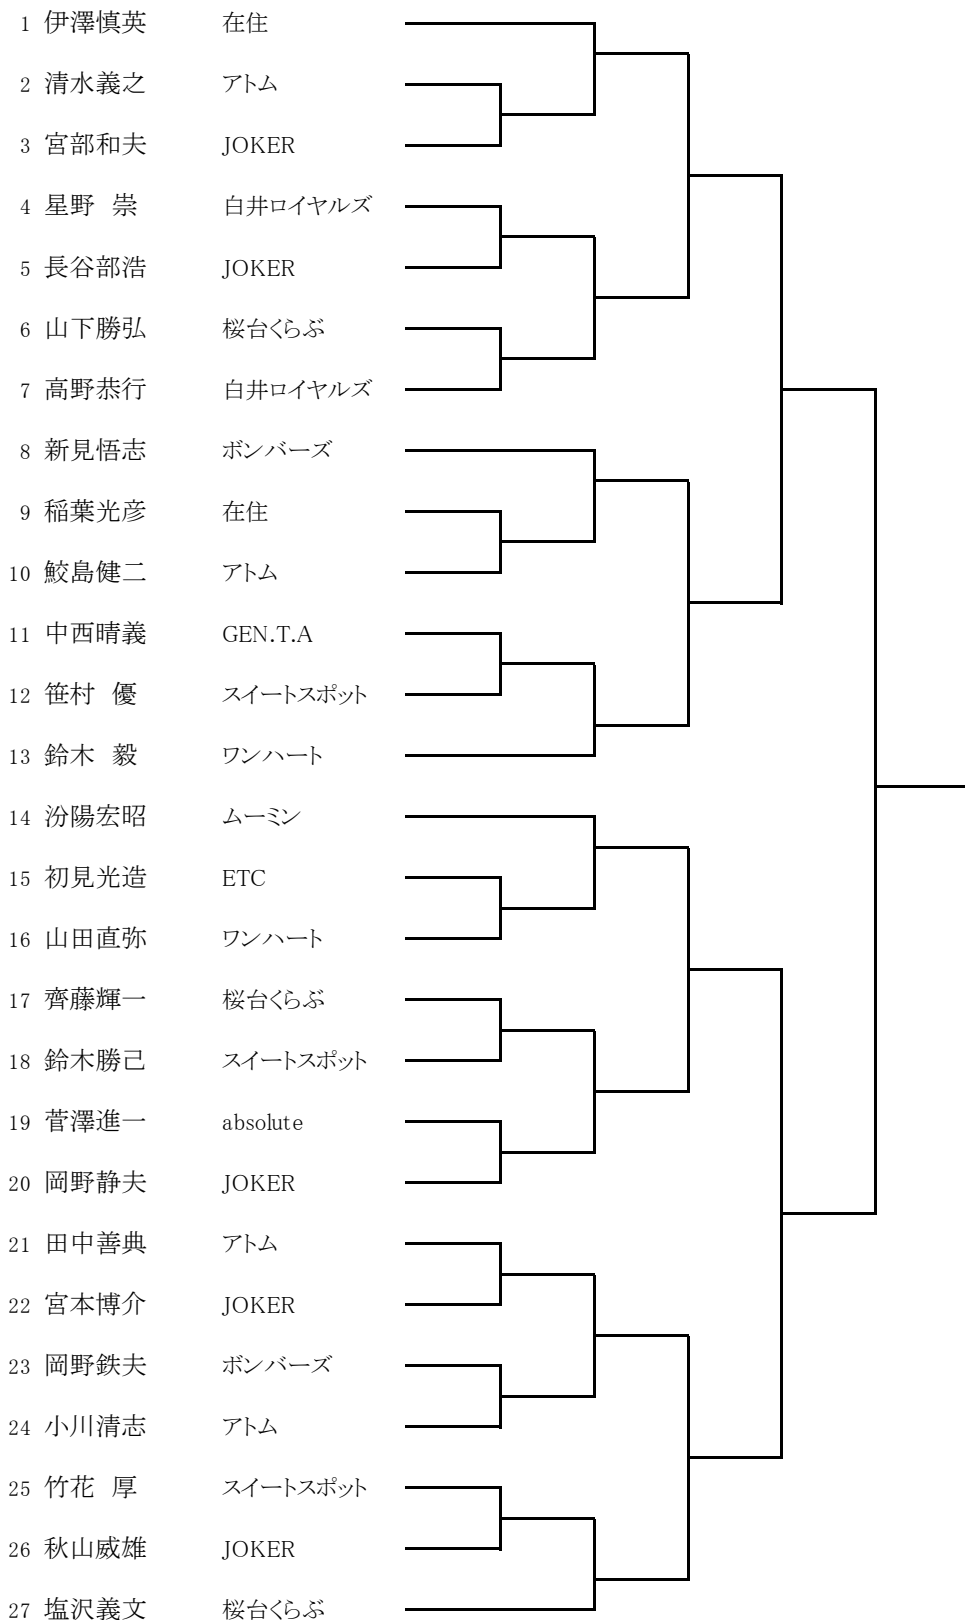 1 伊澤慎英 在住
2 清水義之 アトム
3 宮部和夫 JOKER
4 星野 崇 白井ロイヤルズ
5 長谷部浩 JOKER
6 山下勝弘 桜台くらぶ
7 高野恭行 白井ロイヤルズ
8 新見悟志 ボンバーズ
9 稲葉光彦 在住
10 鮫島健二 アトム
11 中西晴義 GEN.T.A
12 笹村 優 スイートスポット
13 鈴木 毅 ワンハート
14 汾陽宏昭 ムーミン
15 初見光造 ETC
16 山田直弥 ワンハート
17 齊藤輝一 桜台くらぶ
18 鈴木勝己 スイートスポット
19 菅澤進一 absolute
20 岡野静夫 JOKER
21 田中善典 アトム
22 宮本博介 JOKER
23 岡野鉄夫 ボンバーズ
24 小川清志 アトム
25 竹花 厚 スイートスポット
26 秋山威雄 JOKER
27 塩沢義文 桜台くらぶ